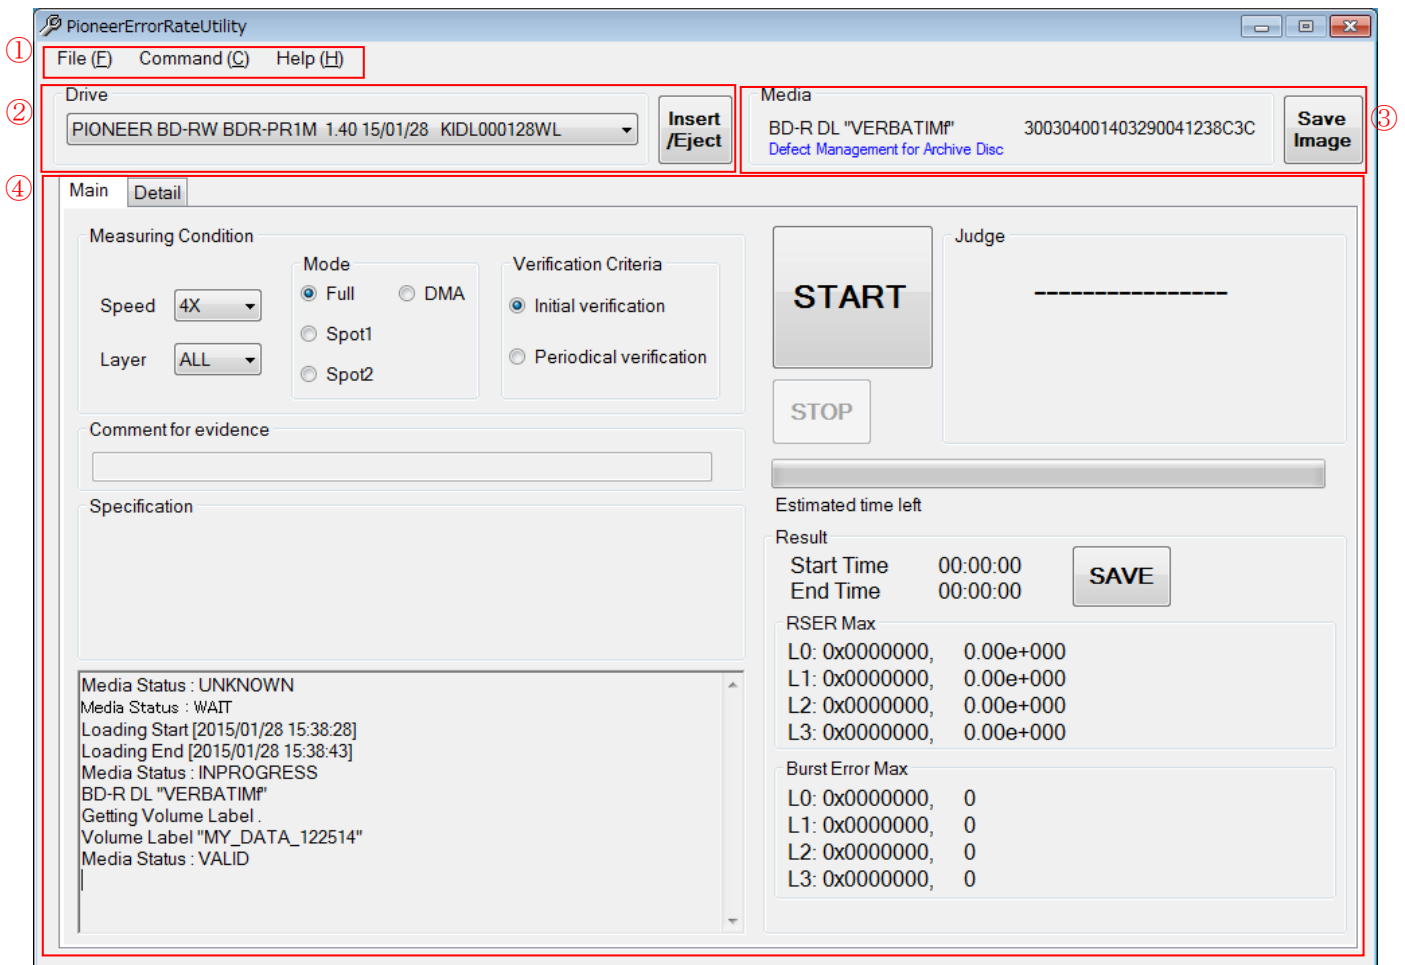 PioneerErrorRateUtility
①
File (F) Command (C) Help (H)
②
Drive
PIONEER BD-RW BDR-PR1M 1.40 15/01/28 KIDL000128WL
Insert
/Eject
Media
BD-R DL "VERBATIMf" 300304001403290041238C3C
Defect Management for Archive Disc
Save
Image
③
④
Main Detail
Measuring Condition
Speed 4X
Layer ALL
Mode
Full DMA
Spot1
Spot2
Verification Criteria
Initial verification
Periodical verification
Comment for evidence
Specification
Media Status : UNKNOWN
Media Status : WAIT
Loading Start [2015/01/28 15:38:28]
Loading End [2015/01/28 15:38:43]
Media Status : INPROGRESS
BD-R DL "VERBATIMf"
Getting Volume Label .
Volume Label "MY_DATA_122514"
Media Status : VALID
START
STOP
Judge
----------------
Estimated time left
Result
Start Time 00:00:00
End Time 00:00:00
SAVE
RSER Max
L0: 0x0000000, 0.00e+000
L1: 0x0000000, 0.00e+000
L2: 0x0000000, 0.00e+000
L3: 0x0000000, 0.00e+000
Burst Error Max
L0: 0x0000000, 0
L1: 0x0000000, 0
L2: 0x0000000, 0
L3: 0x0000000, 0